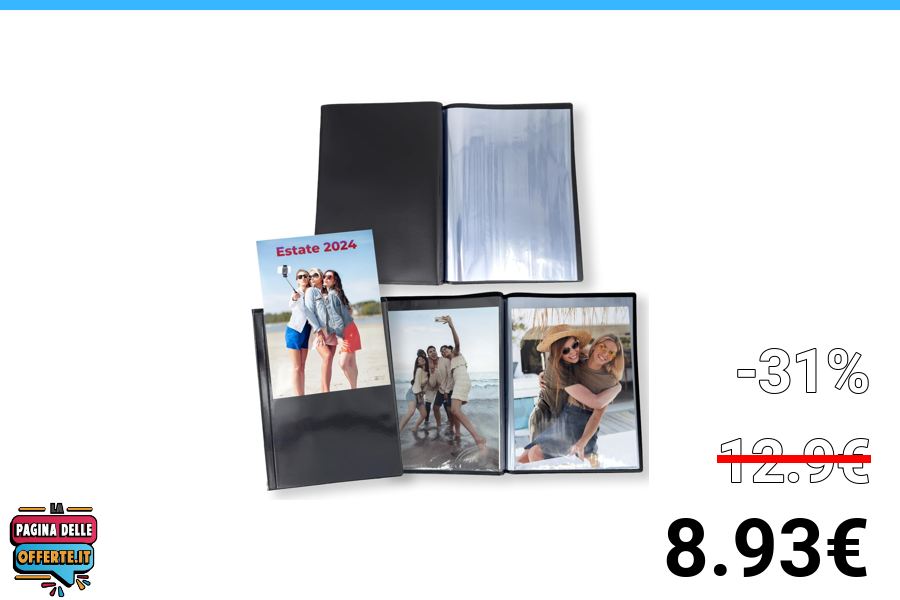 Estate 2024
-31%
12.9€
8.93€
LA
PAGINA DELLE
OFFERTE.IT